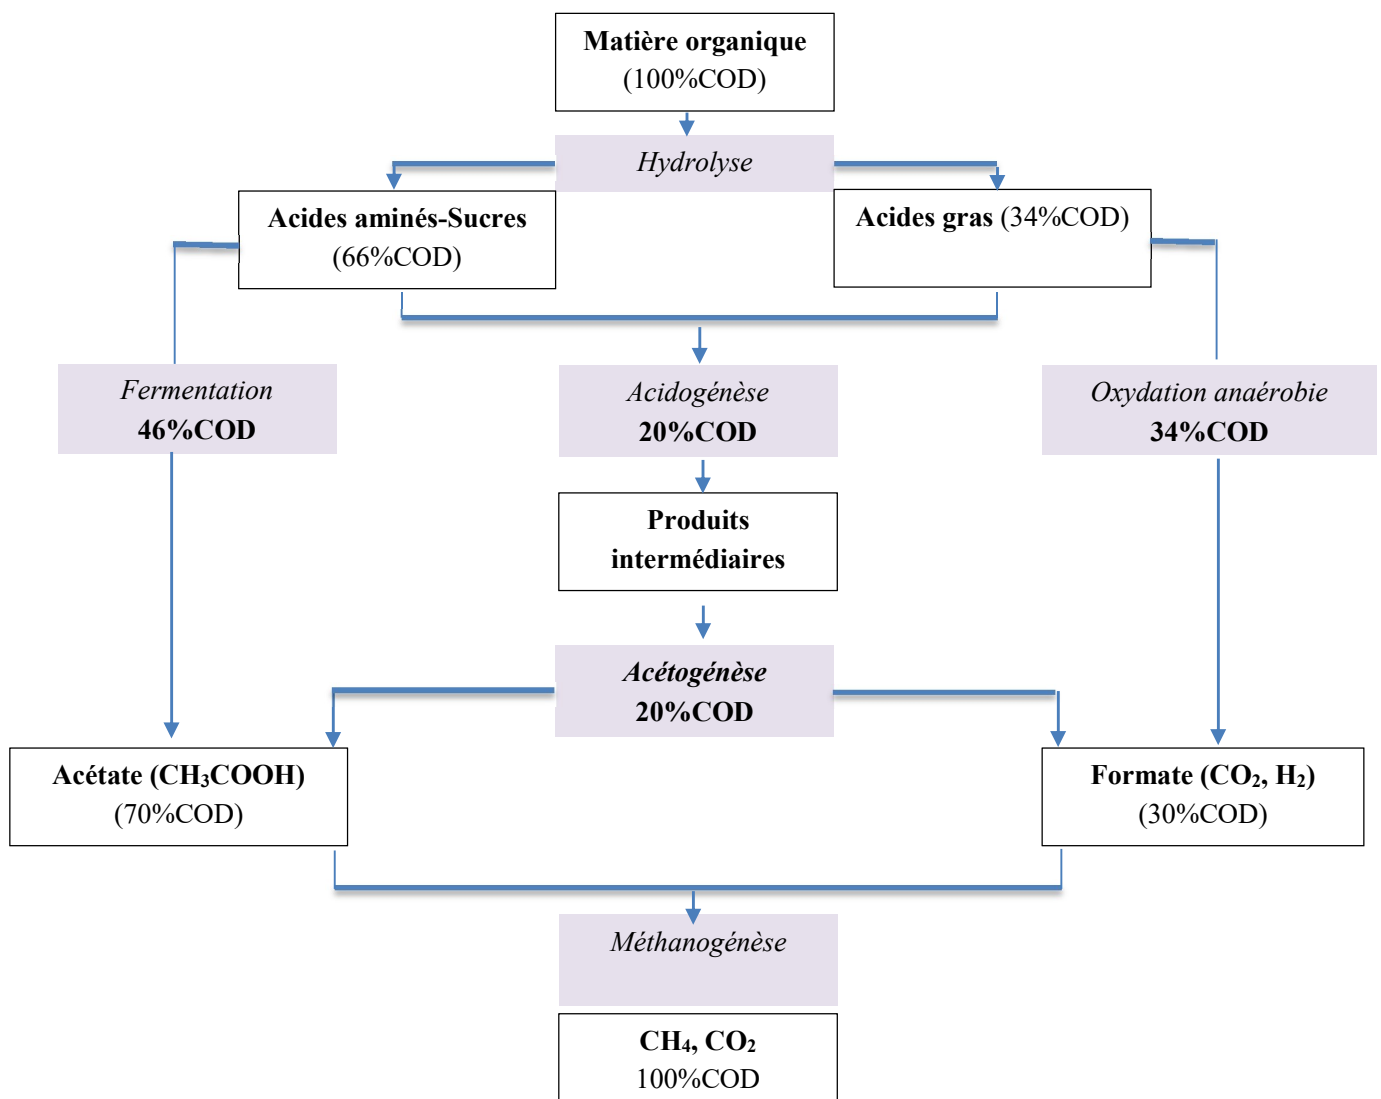 Matière organique
(100%COD)
Hydrolyse
Acides aminés-Sucres
(66%COD)
Acides gras (34%COD)
Fermentation
46%COD
Acidogénèse
20%COD
Oxydation anaérobie
34%COD
Produits
intermédiaires
Acétogénèse
20%COD
Acétate (CH₃COOH)
(70%COD)
Formate (CO₂, H₂)
(30%COD)
Méthanogénèse
CH₄, CO₂
100%COD